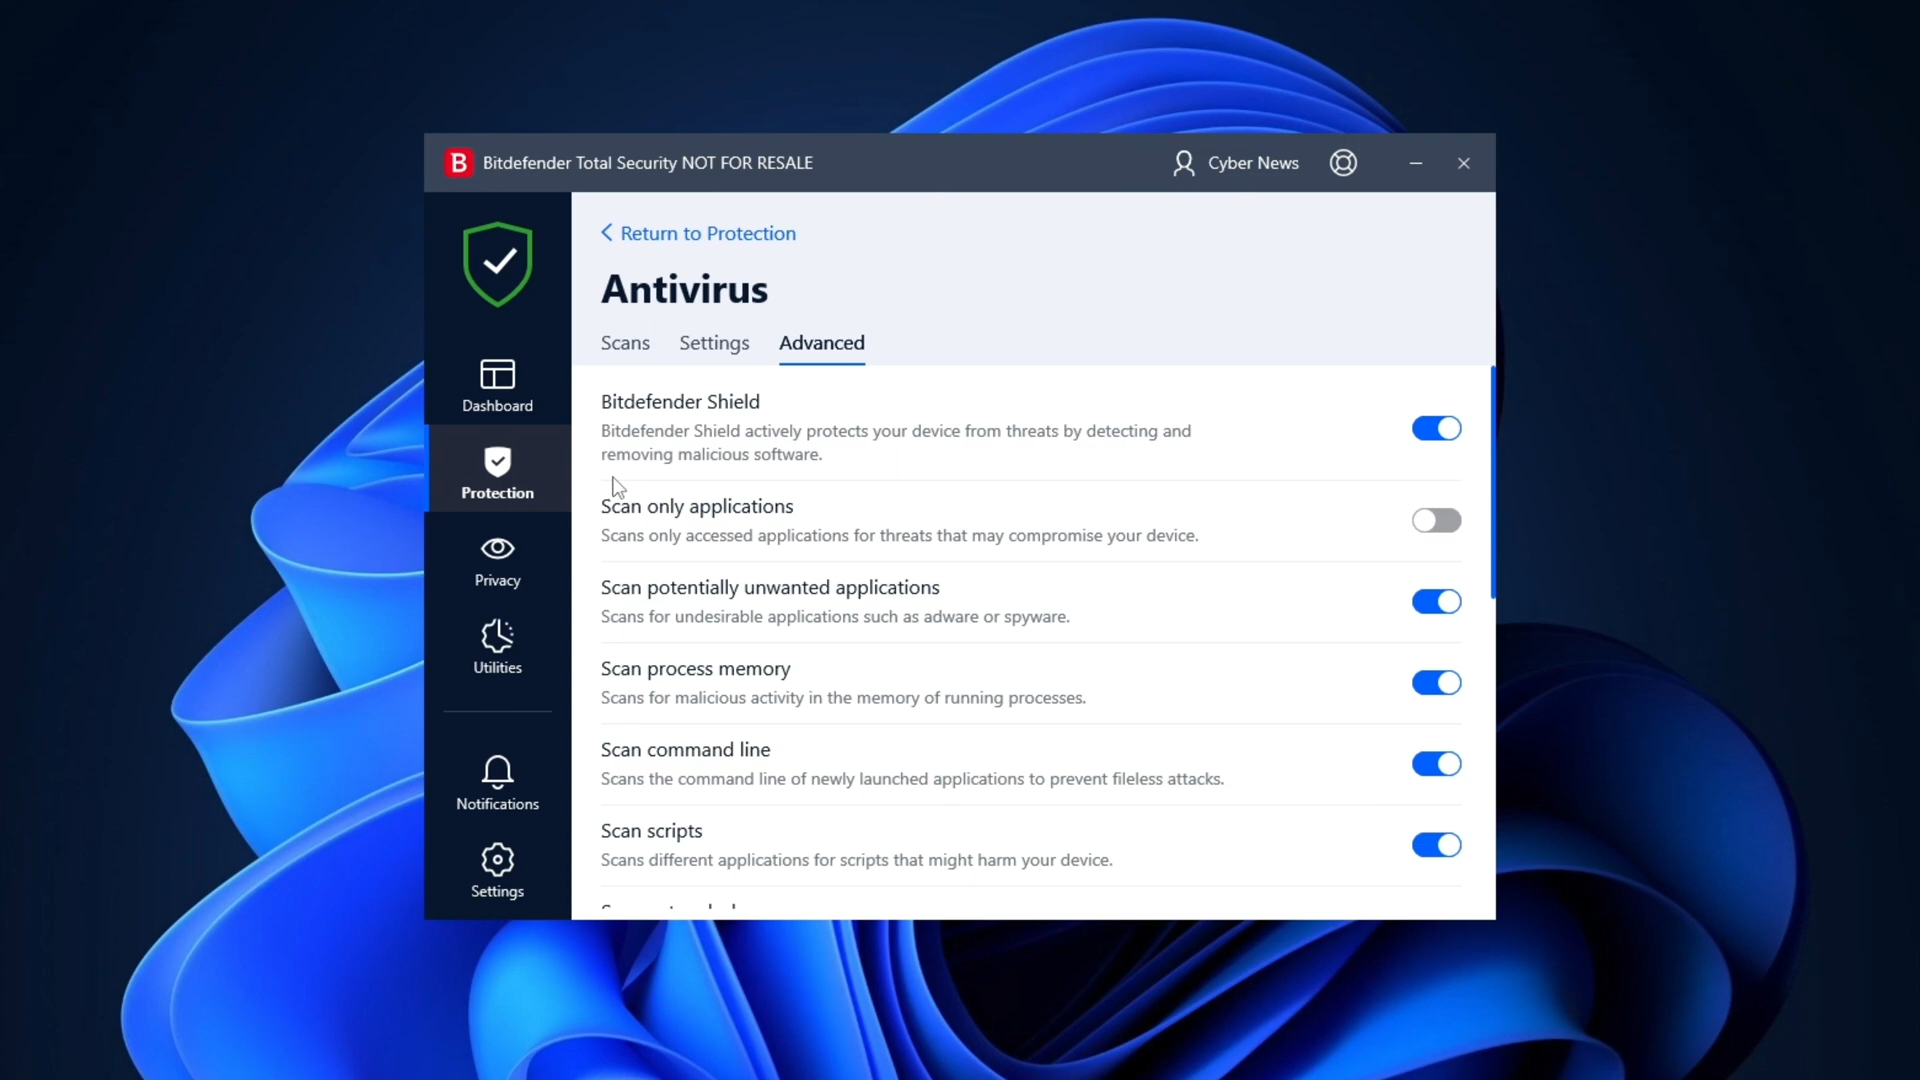 B Bitdefender Total Security NOT FOR RESALE
Cyber News
Return to Protection
Antivirus
Scans Settings Advanced
Dashboard
Protection
Privacy
Utilities
Notifications
Settings
Bitdefender Shield
Bitdefender Shield actively protects your device from threats by detecting and
removing malicious software.
Scan only applications
Scans only accessed applications for threats that may compromise your device.
Scan potentially unwanted applications
Scans for undesirable applications such as adware or spyware.
Scan process memory
Scans for malicious activity in the memory of running processes.
Scan command line
Scans the command line of newly launched applications to prevent fileless attacks.
Scan scripts
Scans different applications for scripts that might harm your device.